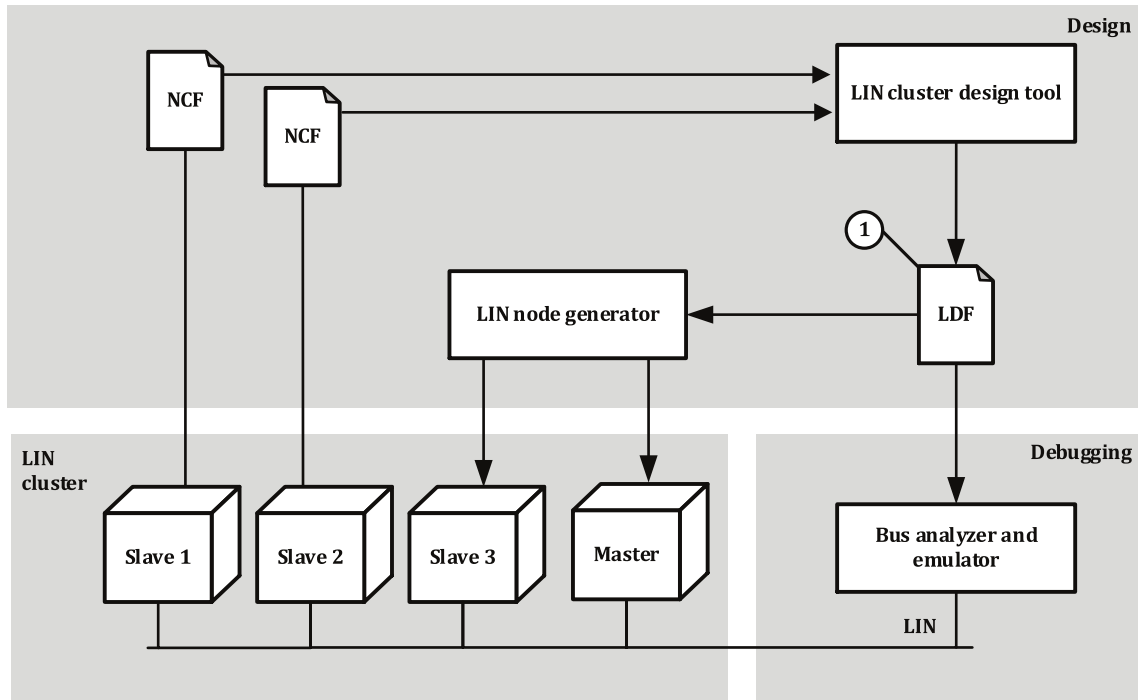 Design
NCF
NCF
LIN cluster design tool
1
LIN node generator
LDF
LIN
cluster
Debugging
Slave 1
Slave 2
Slave 3
Master
Bus analyzer and
emulator
LIN